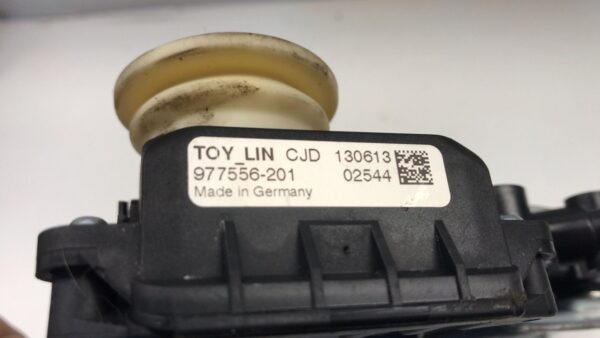 TOY_LIN CJD 130613
977556-201 02544
Made in Germany